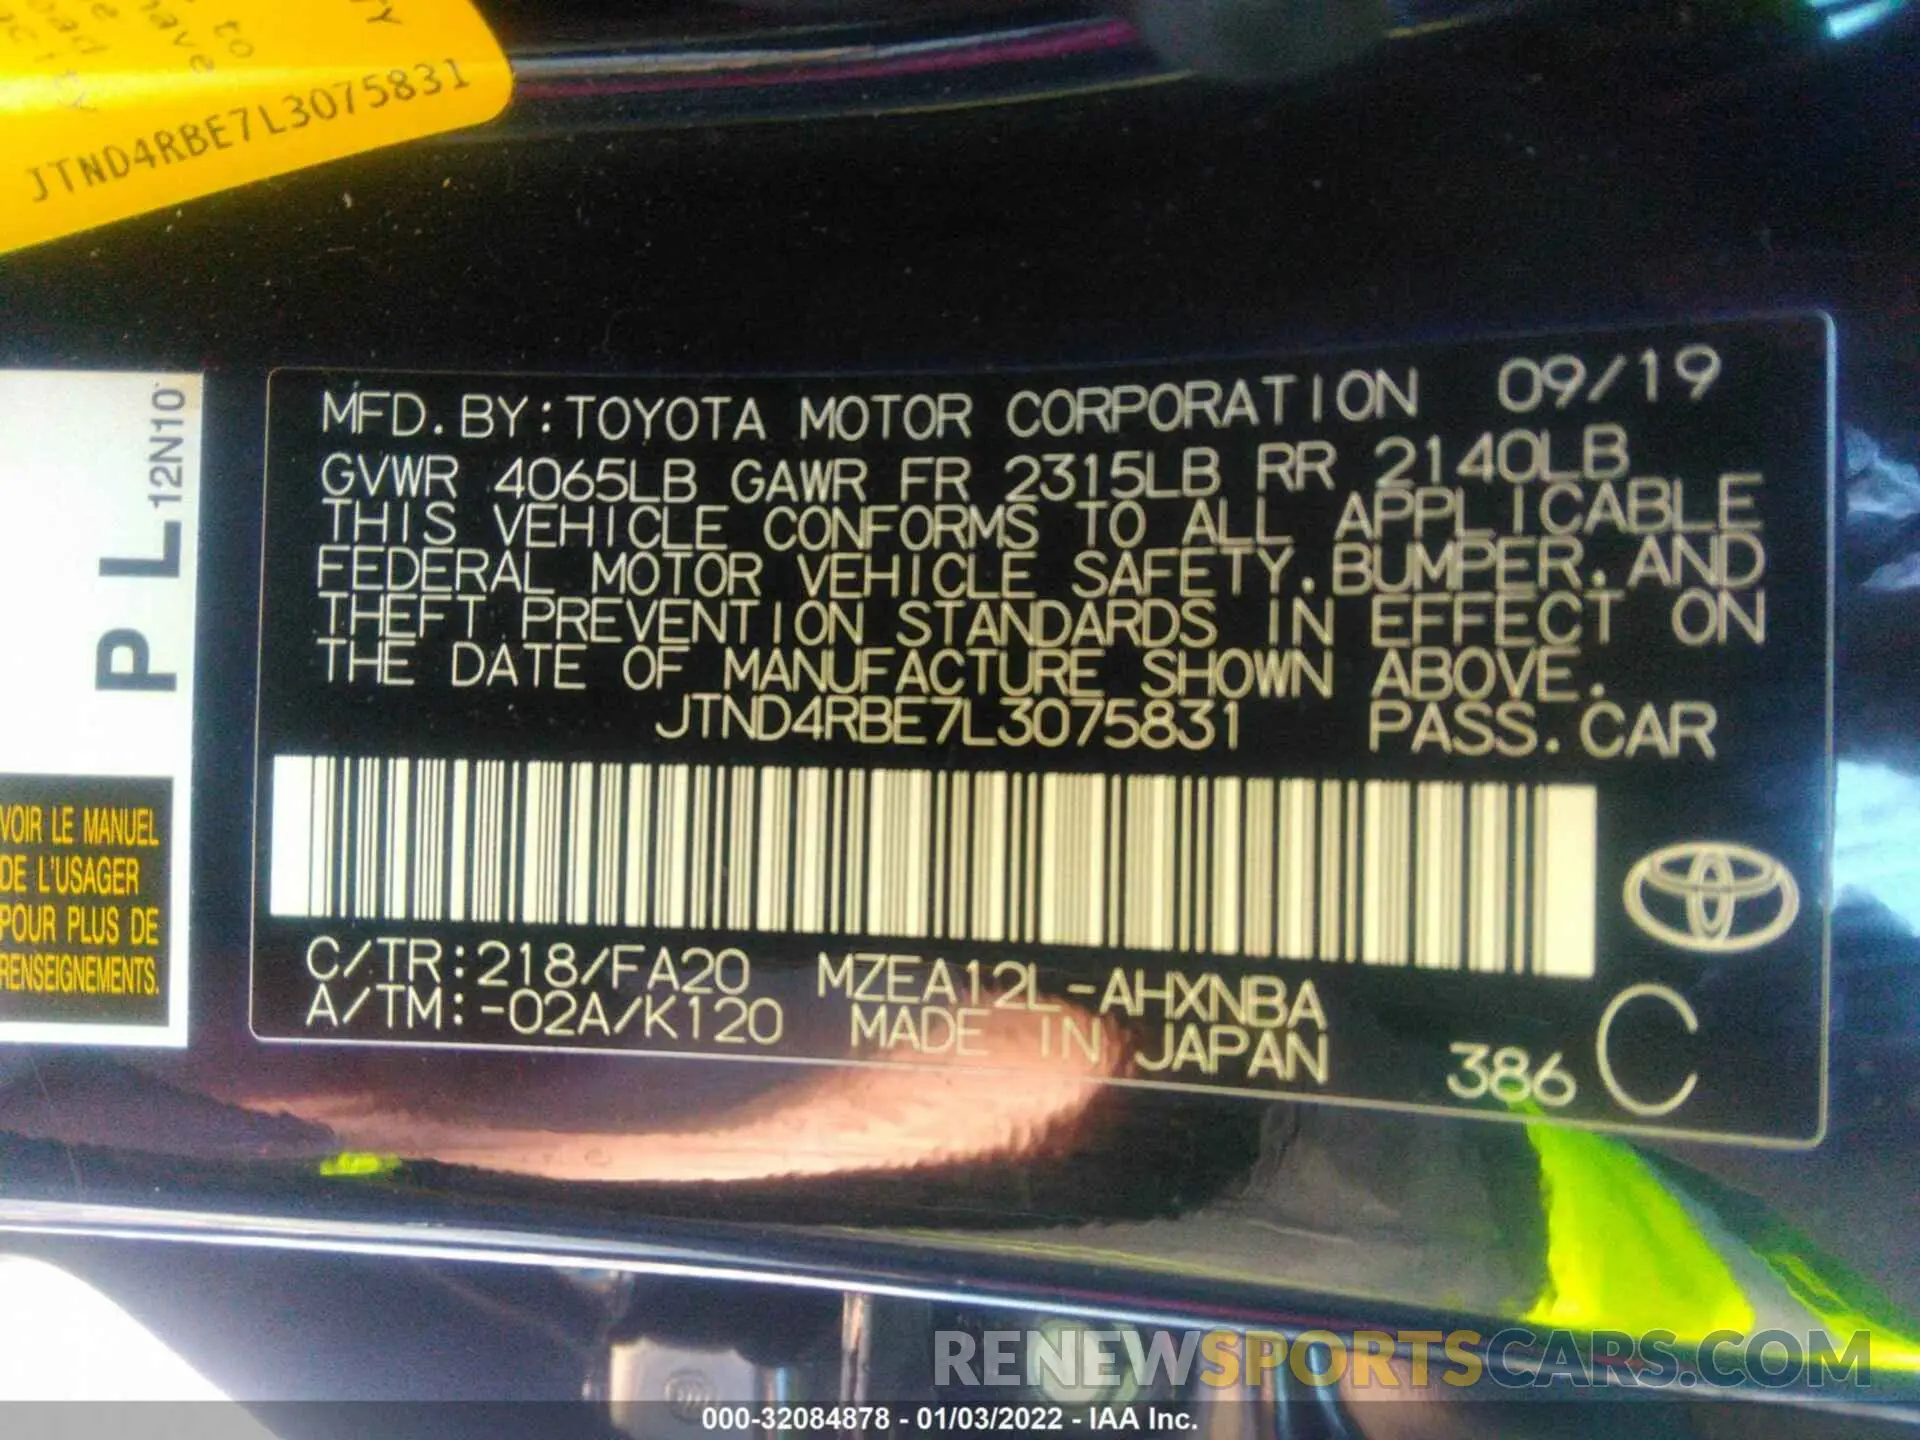 to
have
JTND4RBE7L3075831
MFD. BY: TOYOTA MOTOR CORPORATION 09/19
GVWR 4065LB GAWR FR 2315LB RR 2140LB
THIS VEHICLE CONFORMS TO ALL APPLICABLE
FEDERAL MOTOR VEHICLE SAFETY, BUMPER, AND
THEFT PREVENTION STANDARDS IN EFFECT ON
THE DATE OF MANUFACTURE SHOWN ABOVE.
JTND4RBE7L3075831 PASS. CAR
C/TR:218/FA20 MZEA12L-AHXNBA
A/TM:-02A/K120 MADE IN JAPAN
386 C
P L 12N10
VOIR LE MANUEL
DE L'USAGER
POUR PLUS DE
RENSEIGNEMENTS.
RENEWSPORTSCARS.COM
000-32084878 - 01/03/2022 - IAA Inc.